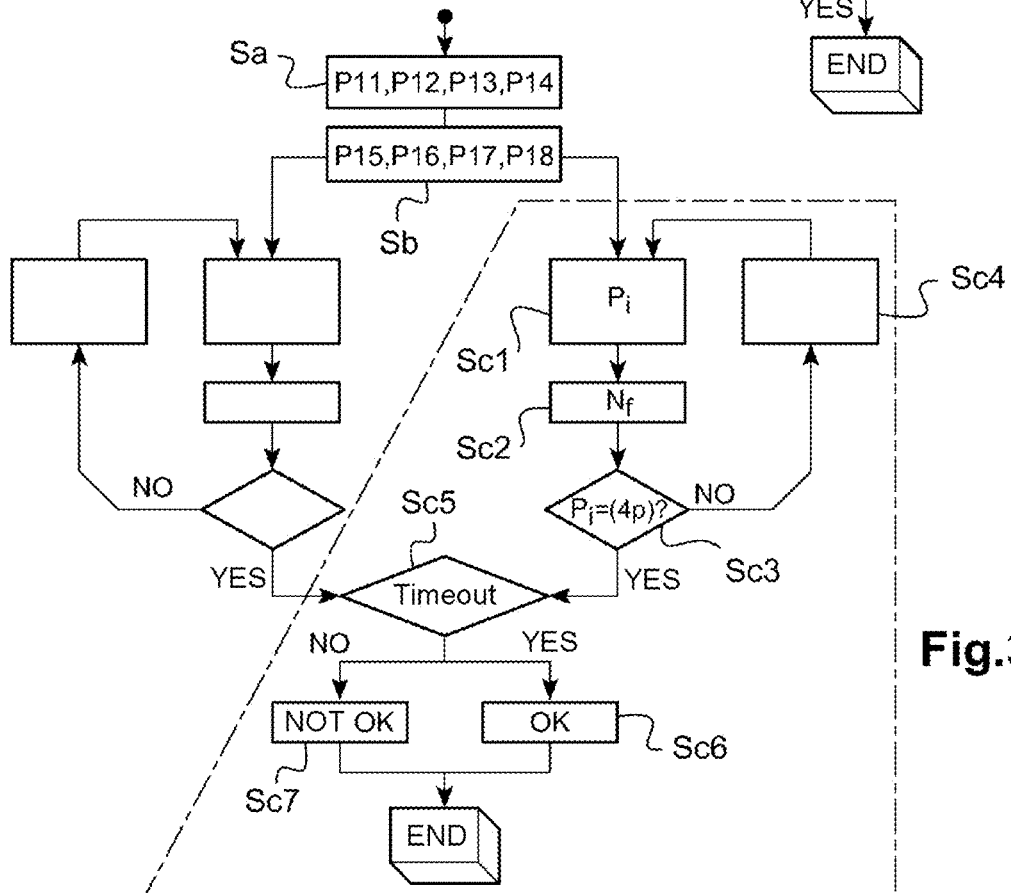 YES
END
Sa
P11,P12,P13,P14
P15,P16,P17,P18
Sb
Pi
Sc4
Sc1
Nf
Sc2
NO
Pi=(4p)?
NO
Sc5
Sc3
YES
Timeout
YES
NO
YES
Fig.
NOT OK
OK
Sc6
Sc7
END